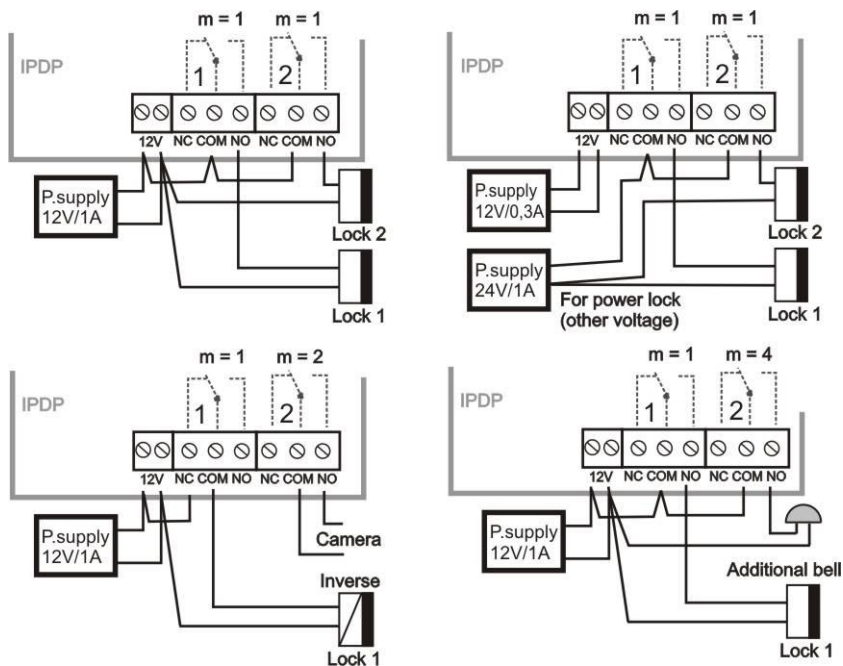 m = 1 m = 1
IPDP
1 2
NC COM NO NC COM NO
12V
P.supply
12V/1A
Lock 2
Lock 1
m = 1 m = 1
IPDP
1 2
NC COM NO NC COM NO
12V
P.supply
12V/0,3A
Lock 2
P.supply
24V/1A
For power lock
(other voltage)
Lock 1
m = 1 m = 2
IPDP
1 2
NC COM NO NC COM NO
12V
P.supply
12V/1A
Camera
Inverse
Lock 1
m = 1 m = 4
IPDP
1 2
NC COM NO NC COM NO
12V
P.supply
12V/1A
Additional bell
Lock 1